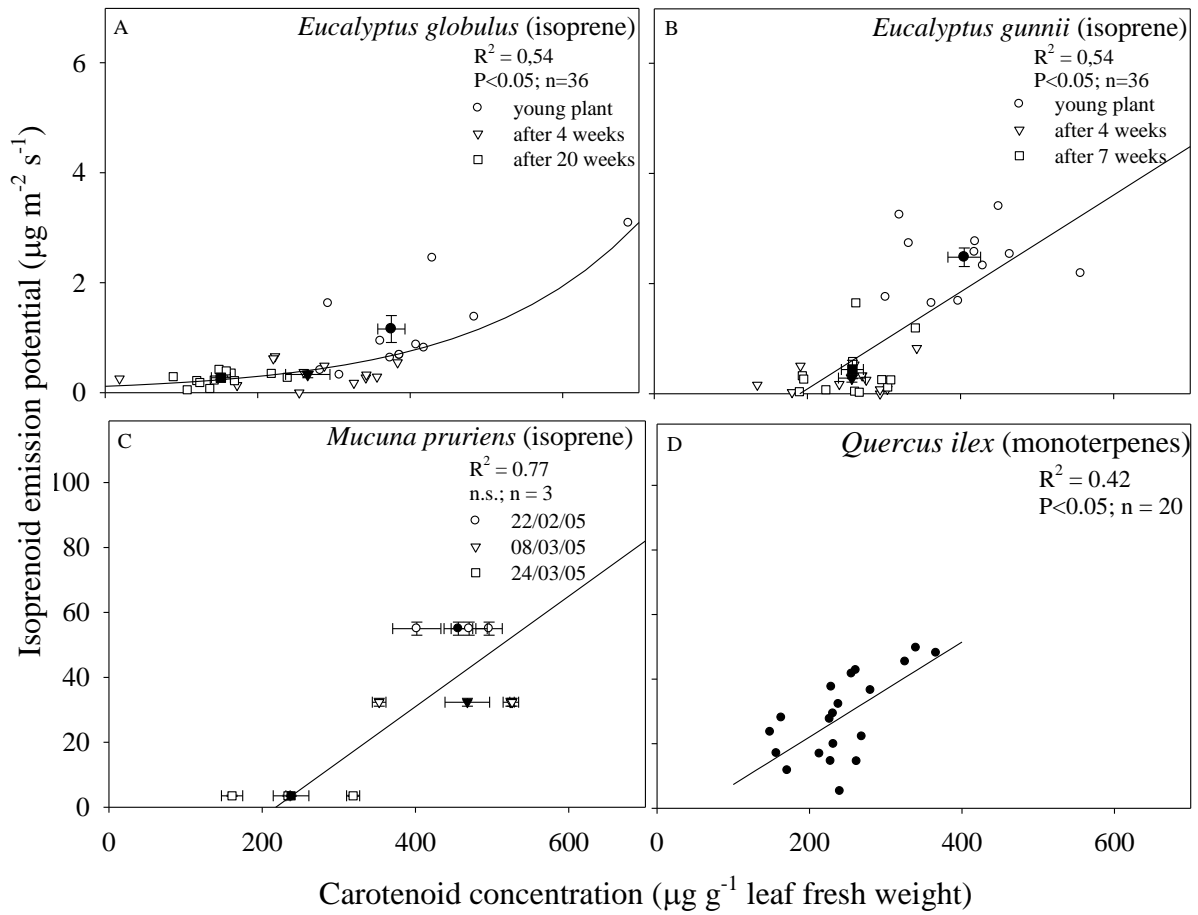 A
Eucalyptus globulus (isoprene)
R² = 0,54
P<0.05; n=36
young plant
after 4 weeks
after 20 weeks
B
Eucalyptus gunnii (isoprene)
R² = 0,54
P<0.05; n=36
young plant
after 4 weeks
after 7 weeks
6
4
2
0
Isoprenoid emission potential (µg m⁻² s⁻¹)
C
Mucuna pruriens (isoprene)
R² = 0.77
n.s.; n = 3
22/02/05
08/03/05
24/03/05
D
Quercus ilex (monoterpenes)
R² = 0.42
P<0.05; n = 20
100
80
60
40
20
0
0 200 400 600 0 200 400 600
Carotenoid concentration (µg g⁻¹ leaf fresh weight)